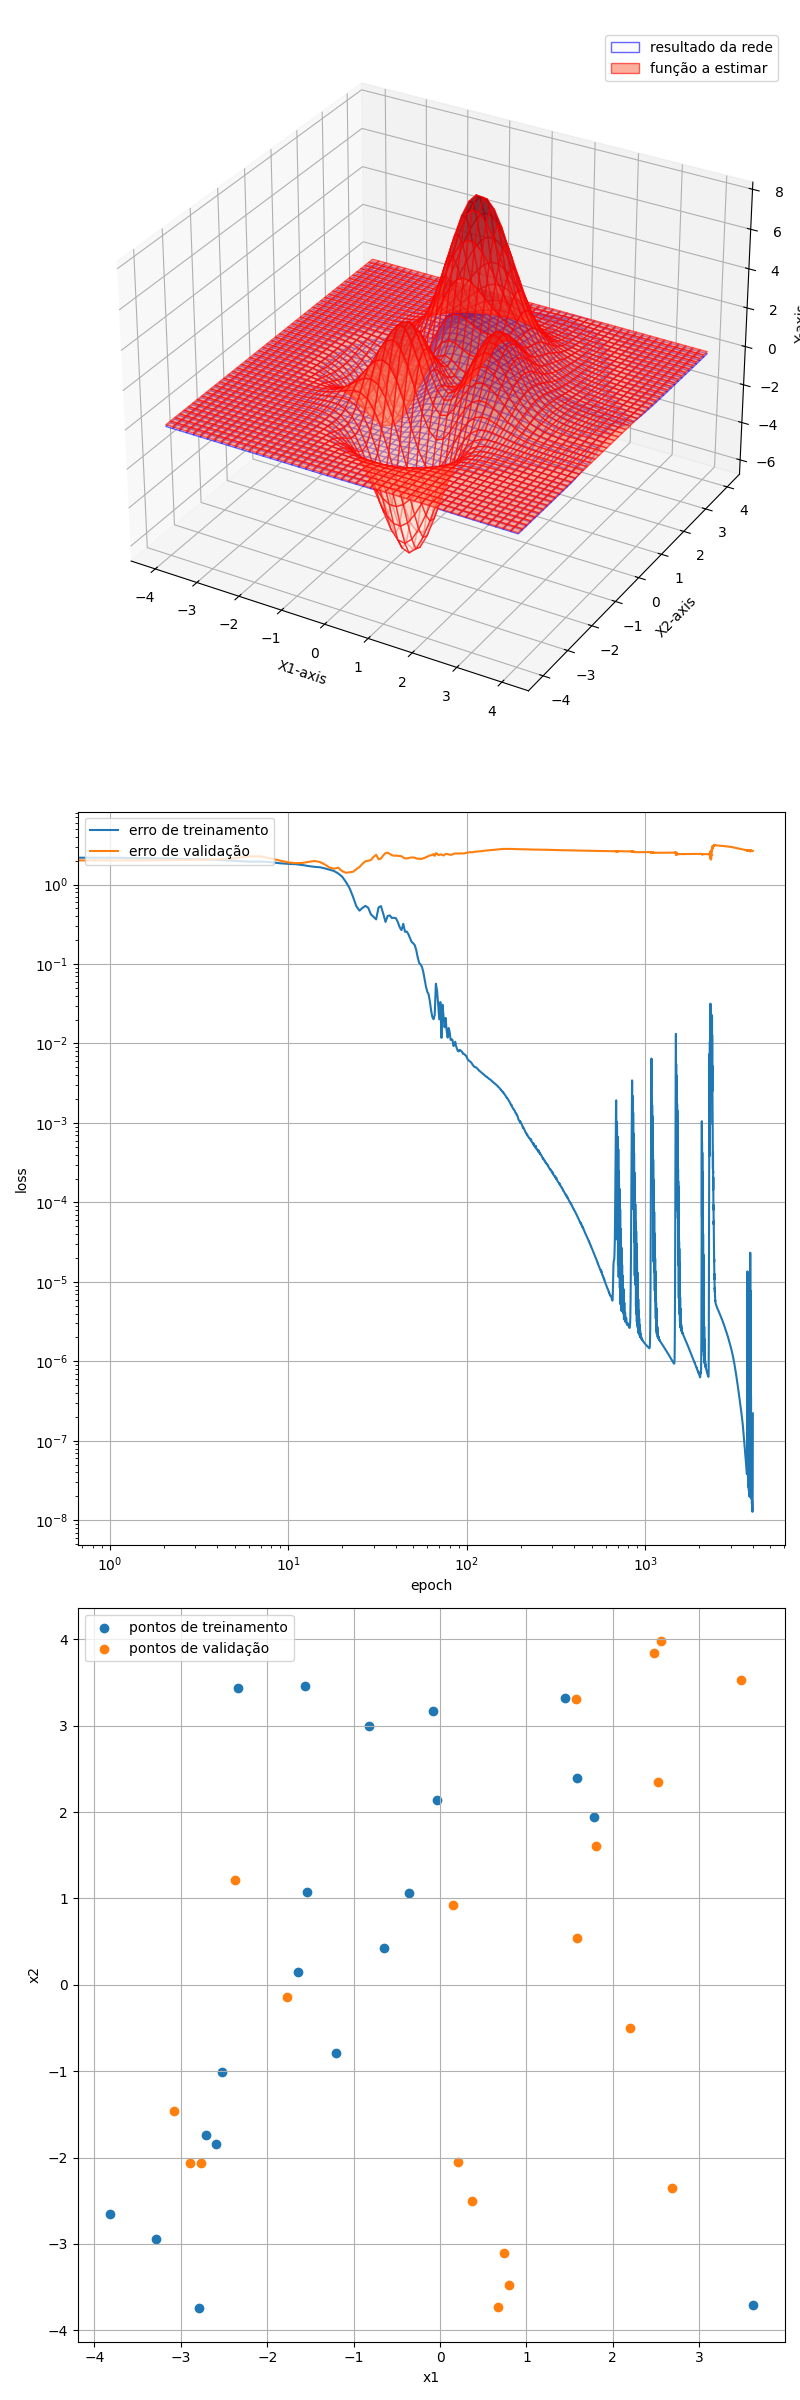 resultado da rede
função a estimar
8
6
4
2
0
−2
−4
−6
Y-axis
−4
−3
−2
−1
0
1
2
3
4
X1-axis
−4
−3
−2
−1
0
1
2
3
4
X2-axis
erro de treinamento
erro de validação
10^0
10^−1
10^−2
10^−3
10^−4
10^−5
10^−6
10^−7
10^−8
loss
10^0 10^1 10^2 10^3
epoch
pontos de treinamento
pontos de validação
4
3
2
1
0
−1
−2
−3
−4
x2
−4 −3 −2 −1 0 1 2 3
x1